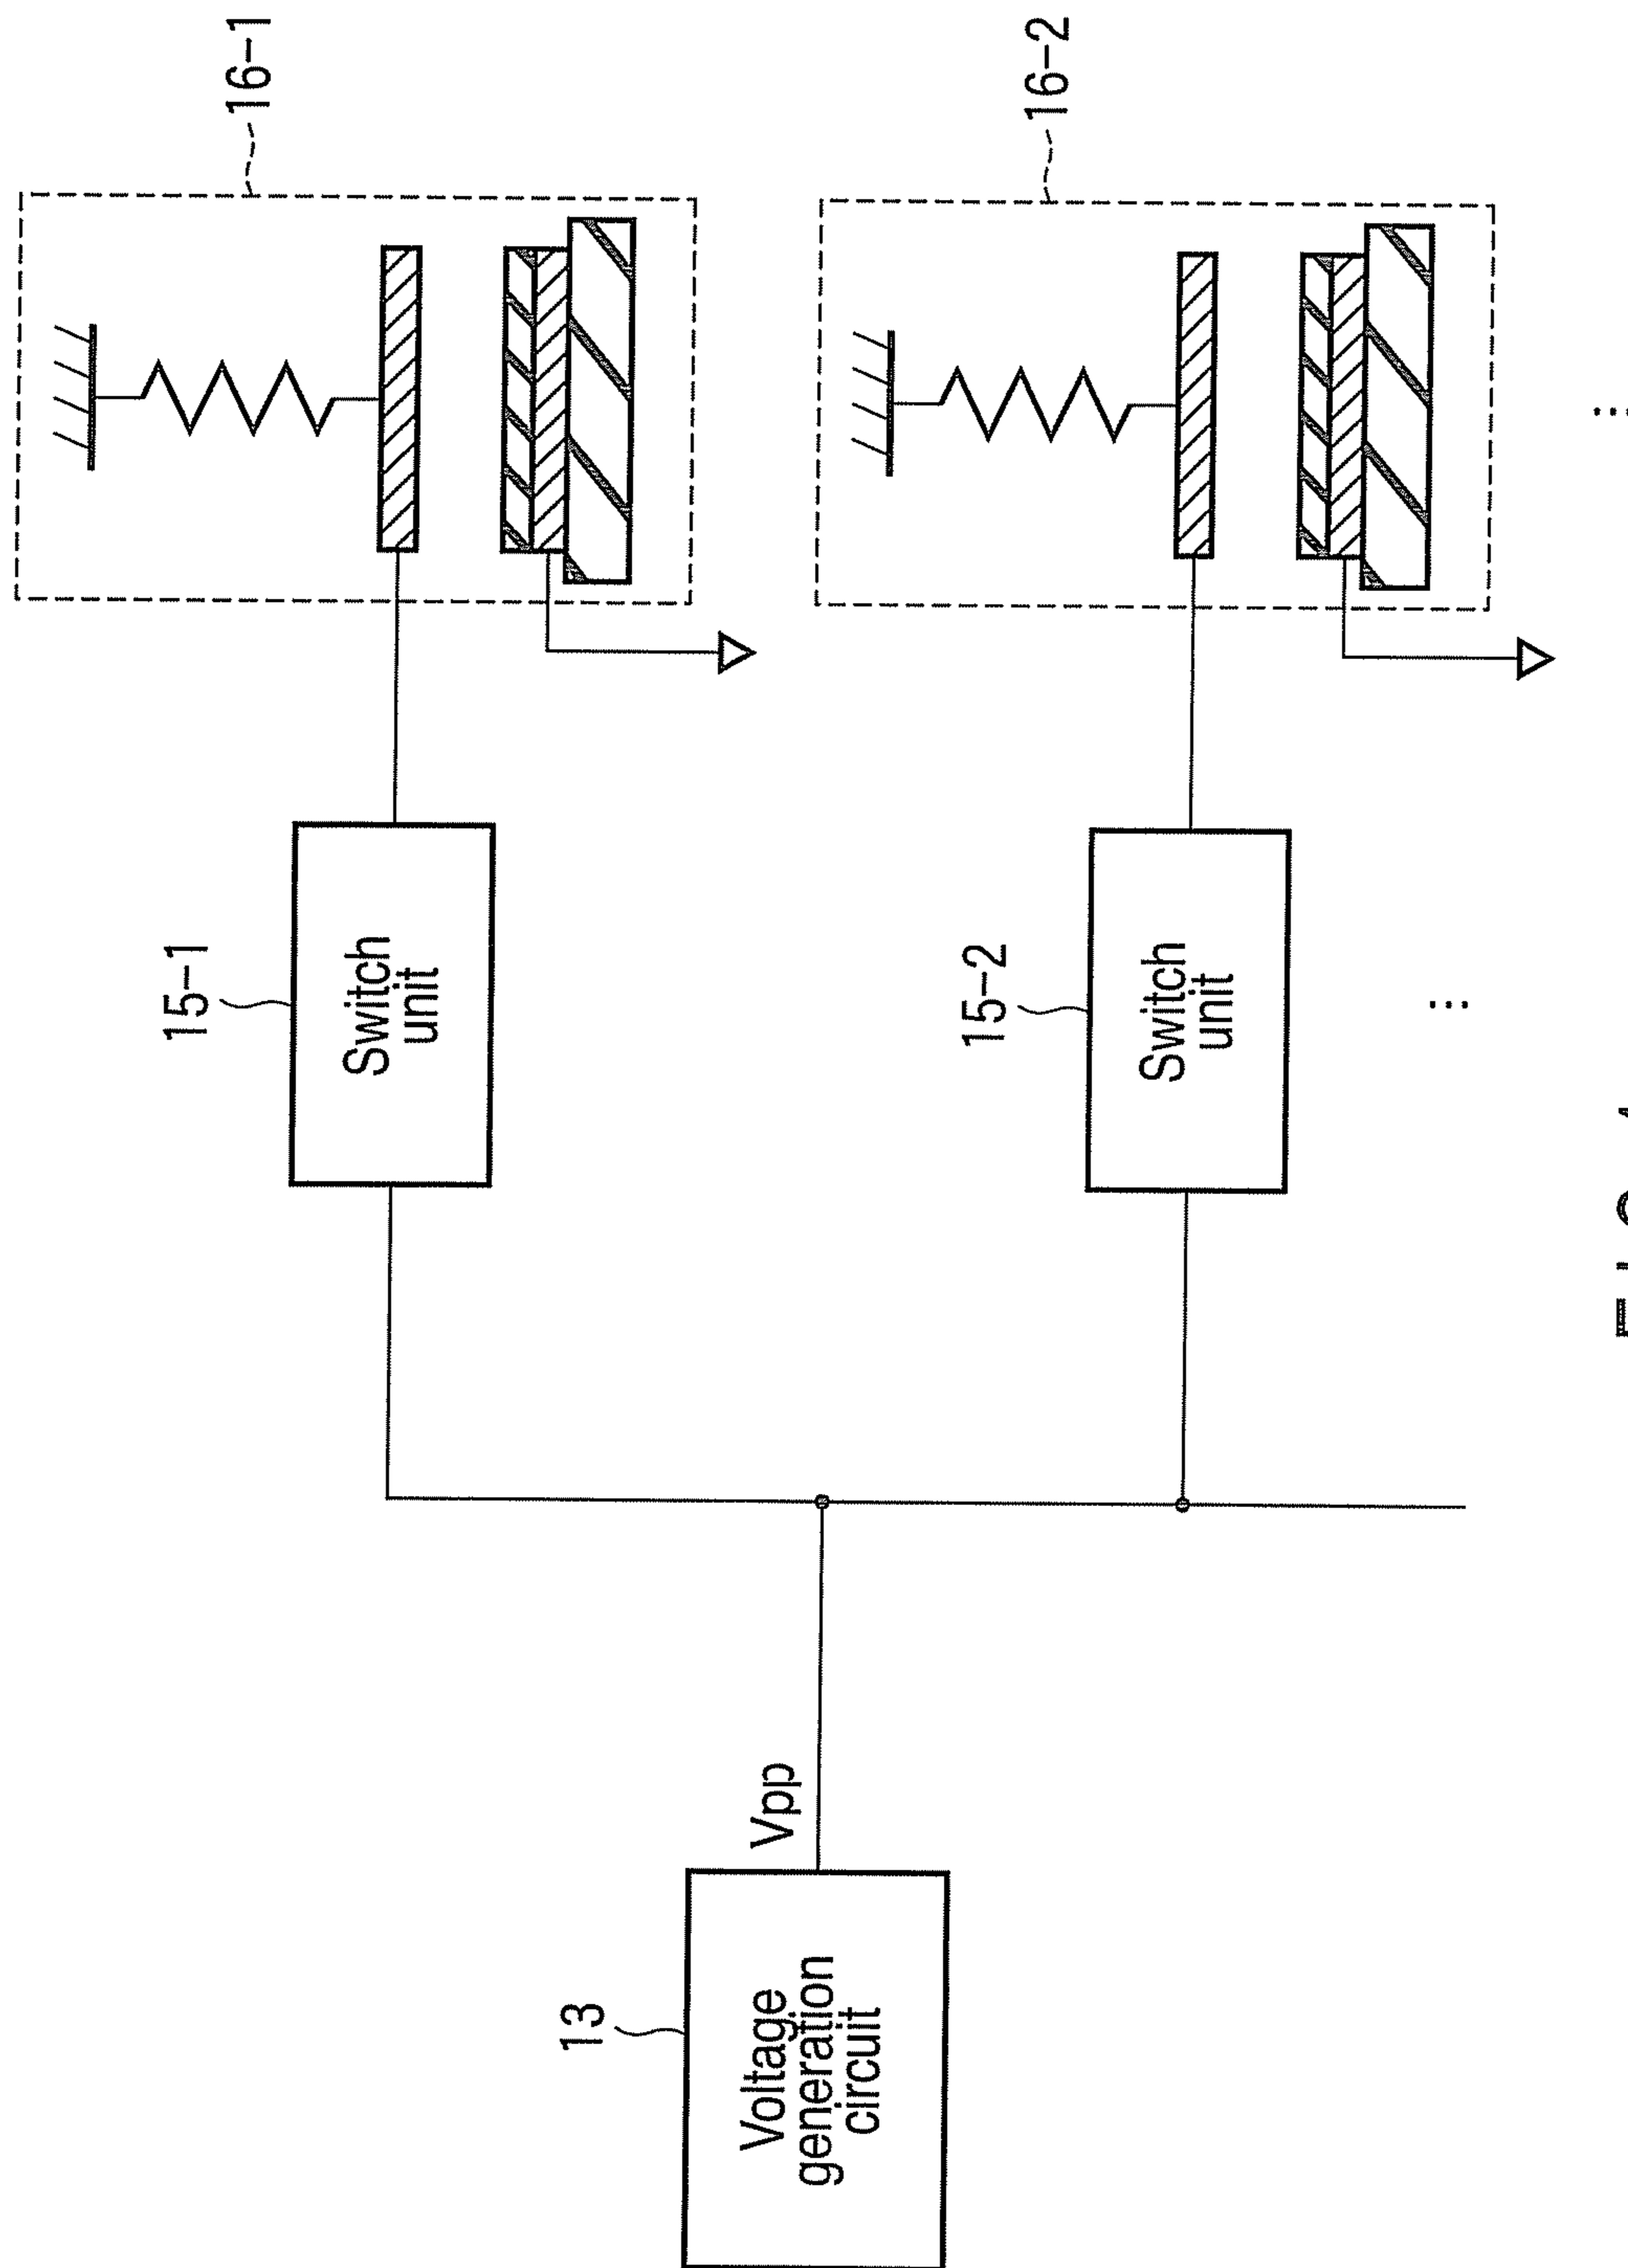 13
Voltage
generation
circuit
Vpp
15-1
Switch
unit
16-1
15-2
Switch
unit
16-2
...
...